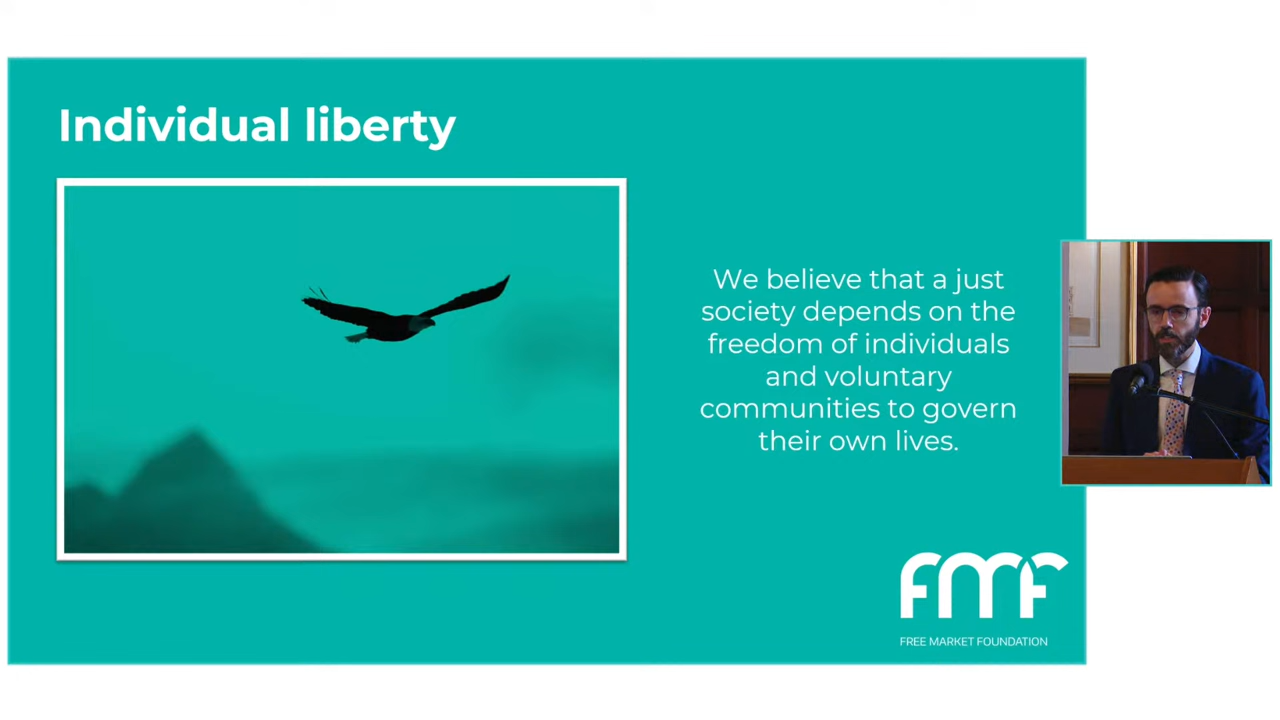 Individual liberty
We believe that a just
society depends on the
freedom of individuals
and voluntary
communities to govern
their own lives.
FMF
FREE MARKET FOUNDATION